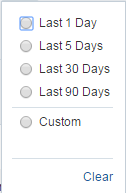 Last 1 Day
Last 5 Days
Last 30 Days
Last 90 Days
Custom
Clear